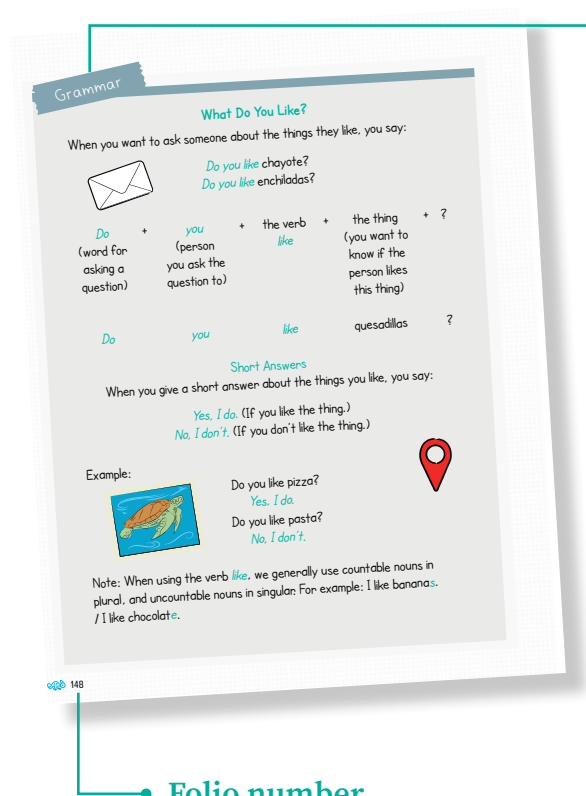 Grammar
What Do You Like?
When you want to ask someone about the things they like, you say:
Do you like chayote?
Do you like enchiladas?
Do + you + the verb + the thing + ?
(word for (person like (you want to
asking a you ask the know if the
question) question to) person likes
this thing)
Do you like quesadillas ?
Short Answers
When you give a short answer about the things you like, you say:
Yes, I do. (If you like the thing.)
No, I don't. (If you don't like the thing.)
Example:
Do you like pizza?
Yes. I do.
Do you like pasta?
No, I don't.
Note: When using the verb like, we generally use countable nouns in
plural, and uncountable nouns in singular. For example: I like bananas.
/ I like chocolate.
148
Folio number